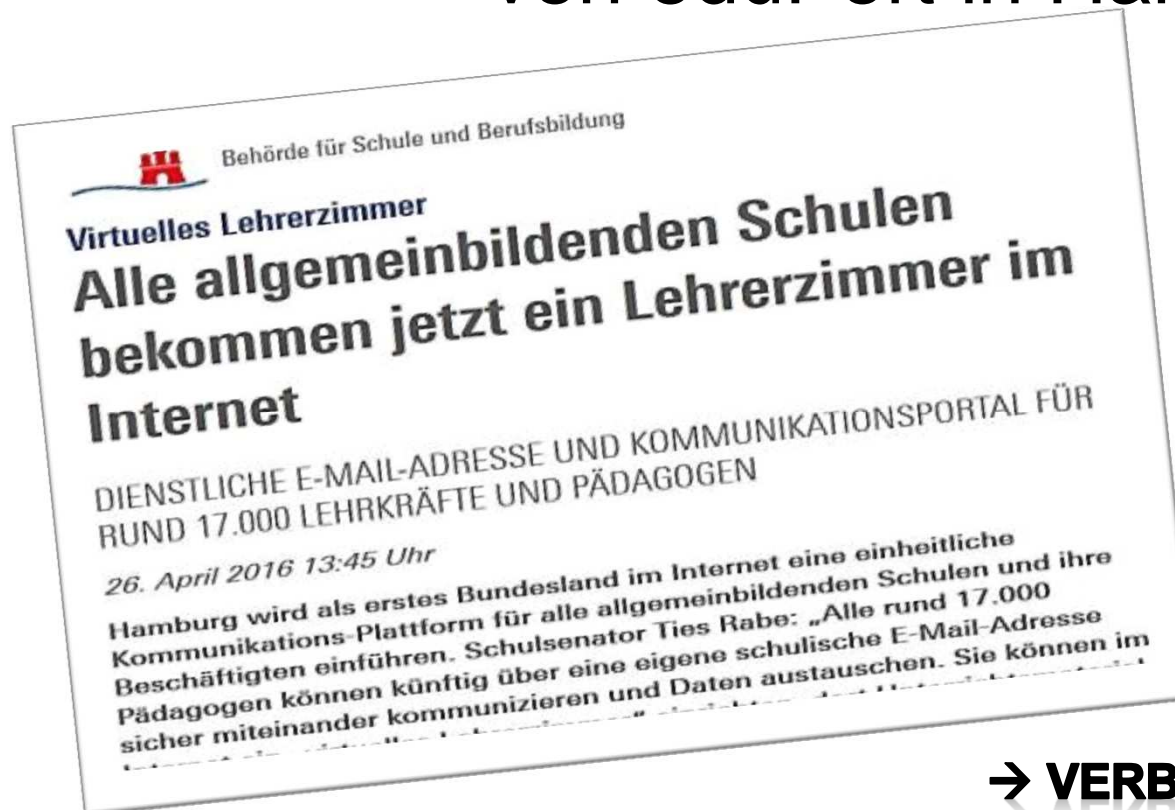 Behörde für Schule und Berufsbildung
Virtuelles Lehrerzimmer
Alle allgemeinbildenden Schulen
bekommen jetzt ein Lehrerzimmer im
Internet
DIENSTLICHE E-MAIL-ADRESSE UND KOMMUNIKATIONSPORTAL FÜR
RUND 17.000 LEHRKRÄFTE UND PÄDAGOGEN
26. April 2016 13:45 Uhr
Hamburg wird als erstes Bundesland im Internet eine einheitliche
Kommunikations-Plattform für alle allgemeinbildenden Schulen und ihre
Beschäftigten einführen. Schulsenator Ties Rabe: „Alle rund 17.000
Pädagogen können künftig über eine eigene schulische E-Mail-Adresse
sicher miteinander kommunizieren und Daten austauschen. Sie können im
→ VERB